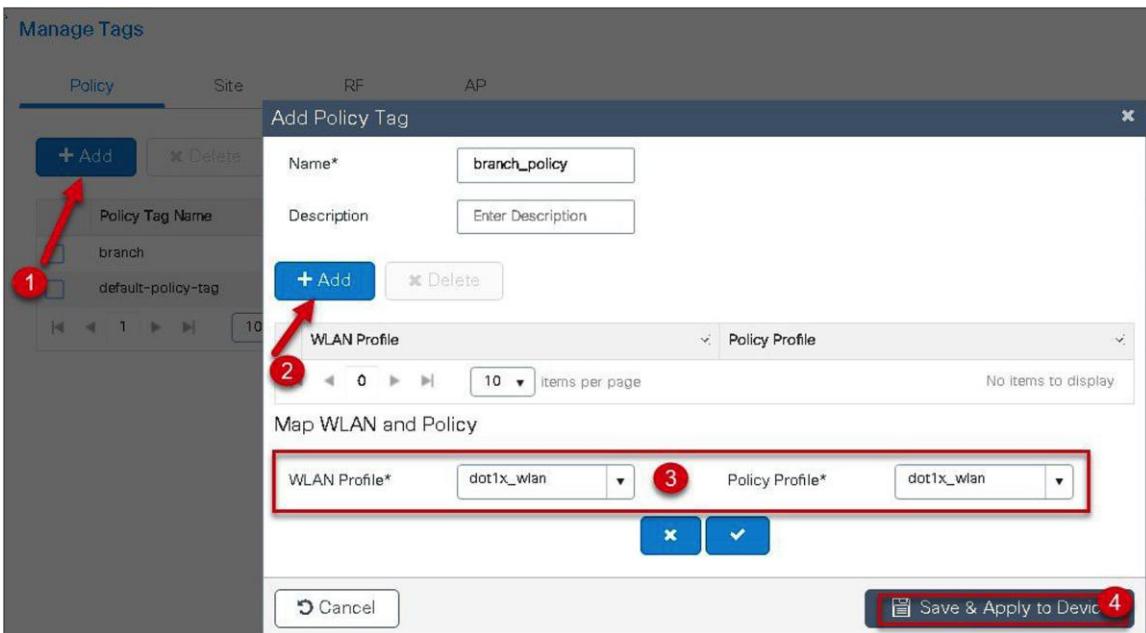 Manage Tags
Policy Site RF AP
Add Policy Tag
+ Add
Delete
Name*
branch_policy
Policy Tag Name
Description
Enter Description
branch
1
default-policy-tag
+ Add
Delete
1
10
2
WLAN Profile
Policy Profile
0
10
items per page
No items to display
Map WLAN and Policy
WLAN Profile*
dot1x_wlan
3
Policy Profile*
dot1x_wlan
Cancel
Save & Apply to Devic
4